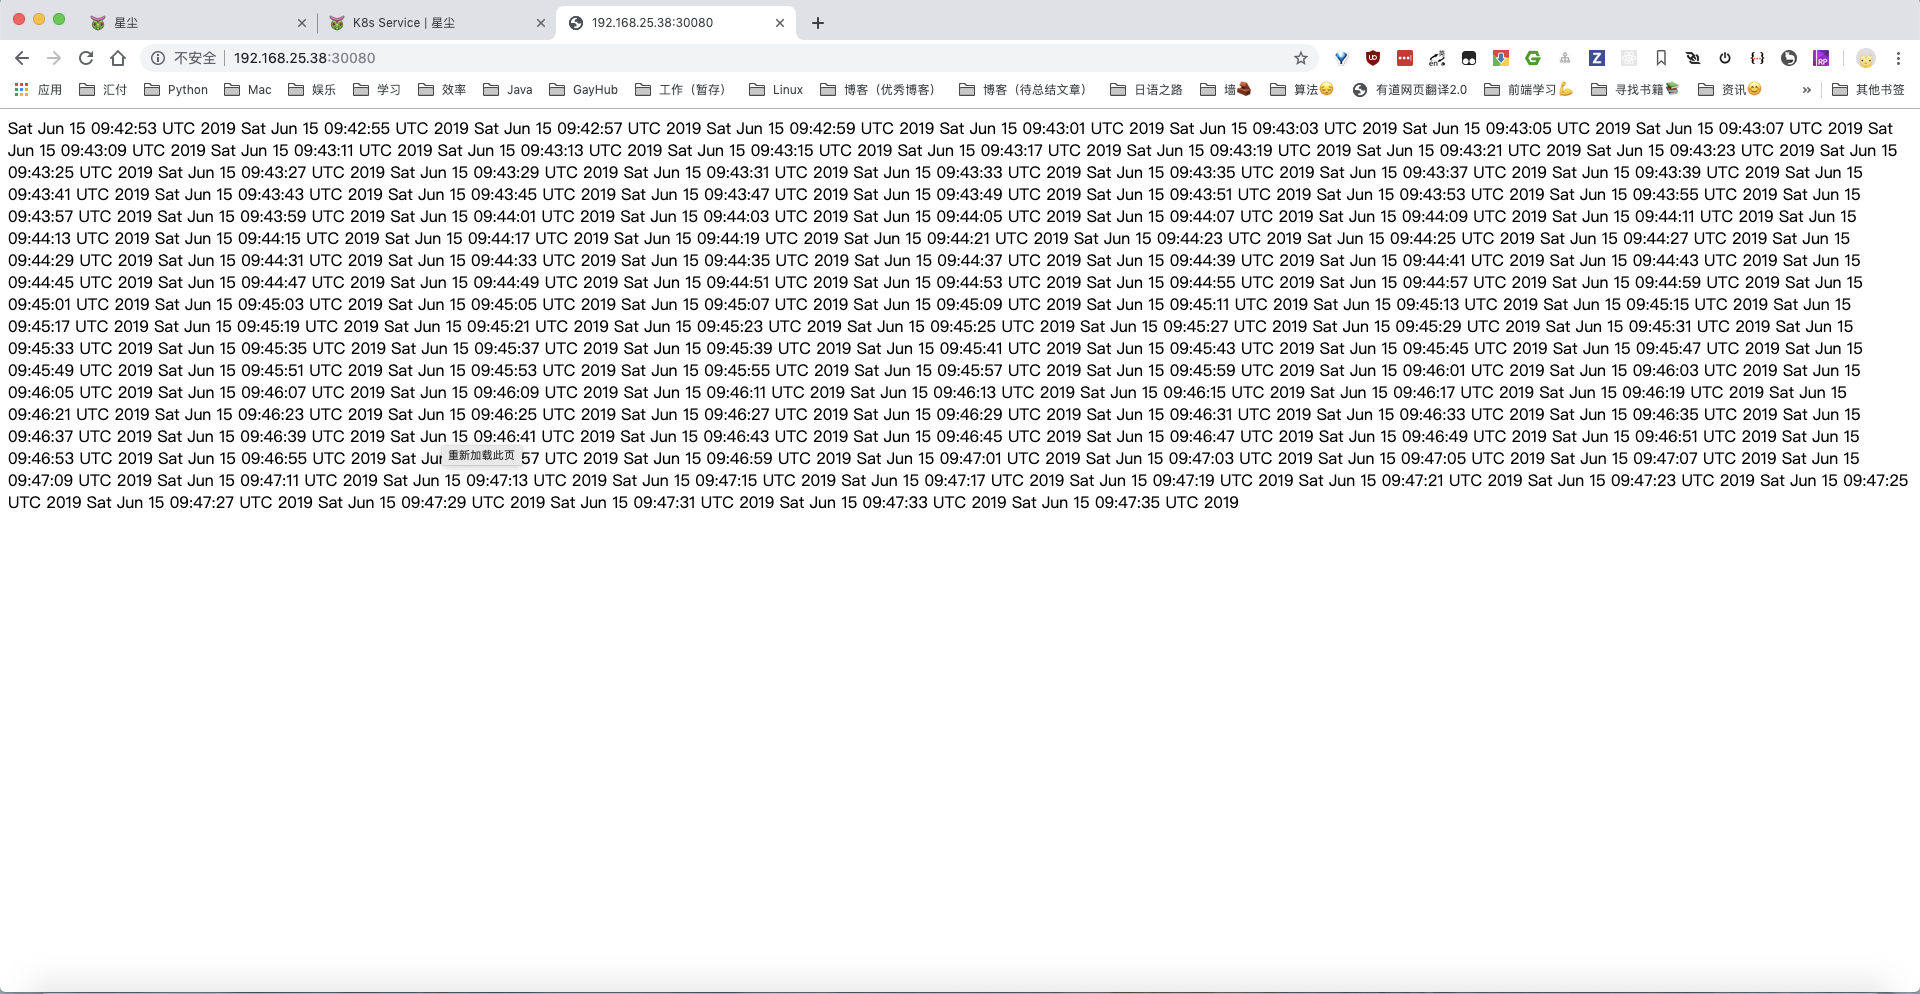 星尘
K8s Service | 星尘
192.168.25.38:30080
不安全 192.168.25.38:30080
应用 汇付 Python Mac 娱乐 学习 效率 Java GayHub 工作（暂存） Linux 博客（优秀博客） 博客（待总结文章） 日语之路 墙💩 算法😔 有道网页翻译2.0 前端学习💪 寻找书籍📚 资讯😊 » 其他书签
Sat Jun 15 09:42:53 UTC 2019 Sat Jun 15 09:42:55 UTC 2019 Sat Jun 15 09:42:57 UTC 2019 Sat Jun 15 09:42:59 UTC 2019 Sat Jun 15 09:43:01 UTC 2019 Sat Jun 15 09:43:03 UTC 2019 Sat Jun 15 09:43:05 UTC 2019 Sat Jun 15 09:43:07 UTC 2019 Sat
Jun 15 09:43:09 UTC 2019 Sat Jun 15 09:43:11 UTC 2019 Sat Jun 15 09:43:13 UTC 2019 Sat Jun 15 09:43:15 UTC 2019 Sat Jun 15 09:43:17 UTC 2019 Sat Jun 15 09:43:19 UTC 2019 Sat Jun 15 09:43:21 UTC 2019 Sat Jun 15 09:43:23 UTC 2019 Sat Jun 15
09:43:25 UTC 2019 Sat Jun 15 09:43:27 UTC 2019 Sat Jun 15 09:43:29 UTC 2019 Sat Jun 15 09:43:31 UTC 2019 Sat Jun 15 09:43:33 UTC 2019 Sat Jun 15 09:43:35 UTC 2019 Sat Jun 15 09:43:37 UTC 2019 Sat Jun 15 09:43:39 UTC 2019 Sat Jun 15
09:43:41 UTC 2019 Sat Jun 15 09:43:43 UTC 2019 Sat Jun 15 09:43:45 UTC 2019 Sat Jun 15 09:43:47 UTC 2019 Sat Jun 15 09:43:49 UTC 2019 Sat Jun 15 09:43:51 UTC 2019 Sat Jun 15 09:43:53 UTC 2019 Sat Jun 15 09:43:55 UTC 2019 Sat Jun 15
09:43:57 UTC 2019 Sat Jun 15 09:43:59 UTC 2019 Sat Jun 15 09:44:01 UTC 2019 Sat Jun 15 09:44:03 UTC 2019 Sat Jun 15 09:44:05 UTC 2019 Sat Jun 15 09:44:07 UTC 2019 Sat Jun 15 09:44:09 UTC 2019 Sat Jun 15 09:44:11 UTC 2019 Sat Jun 15
09:44:13 UTC 2019 Sat Jun 15 09:44:15 UTC 2019 Sat Jun 15 09:44:17 UTC 2019 Sat Jun 15 09:44:19 UTC 2019 Sat Jun 15 09:44:21 UTC 2019 Sat Jun 15 09:44:23 UTC 2019 Sat Jun 15 09:44:25 UTC 2019 Sat Jun 15 09:44:27 UTC 2019 Sat Jun 15
09:44:29 UTC 2019 Sat Jun 15 09:44:31 UTC 2019 Sat Jun 15 09:44:33 UTC 2019 Sat Jun 15 09:44:35 UTC 2019 Sat Jun 15 09:44:37 UTC 2019 Sat Jun 15 09:44:39 UTC 2019 Sat Jun 15 09:44:41 UTC 2019 Sat Jun 15 09:44:43 UTC 2019 Sat Jun 15
09:44:45 UTC 2019 Sat Jun 15 09:44:47 UTC 2019 Sat Jun 15 09:44:49 UTC 2019 Sat Jun 15 09:44:51 UTC 2019 Sat Jun 15 09:44:53 UTC 2019 Sat Jun 15 09:44:55 UTC 2019 Sat Jun 15 09:44:57 UTC 2019 Sat Jun 15 09:44:59 UTC 2019 Sat Jun 15
09:45:01 UTC 2019 Sat Jun 15 09:45:03 UTC 2019 Sat Jun 15 09:45:05 UTC 2019 Sat Jun 15 09:45:07 UTC 2019 Sat Jun 15 09:45:09 UTC 2019 Sat Jun 15 09:45:11 UTC 2019 Sat Jun 15 09:45:13 UTC 2019 Sat Jun 15 09:45:15 UTC 2019 Sat Jun 15
09:45:17 UTC 2019 Sat Jun 15 09:45:19 UTC 2019 Sat Jun 15 09:45:21 UTC 2019 Sat Jun 15 09:45:23 UTC 2019 Sat Jun 15 09:45:25 UTC 2019 Sat Jun 15 09:45:27 UTC 2019 Sat Jun 15 09:45:29 UTC 2019 Sat Jun 15 09:45:31 UTC 2019 Sat Jun 15
09:45:33 UTC 2019 Sat Jun 15 09:45:35 UTC 2019 Sat Jun 15 09:45:37 UTC 2019 Sat Jun 15 09:45:39 UTC 2019 Sat Jun 15 09:45:41 UTC 2019 Sat Jun 15 09:45:43 UTC 2019 Sat Jun 15 09:45:45 UTC 2019 Sat Jun 15 09:45:47 UTC 2019 Sat Jun 15
09:45:49 UTC 2019 Sat Jun 15 09:45:51 UTC 2019 Sat Jun 15 09:45:53 UTC 2019 Sat Jun 15 09:45:55 UTC 2019 Sat Jun 15 09:45:57 UTC 2019 Sat Jun 15 09:45:59 UTC 2019 Sat Jun 15 09:46:01 UTC 2019 Sat Jun 15 09:46:03 UTC 2019 Sat Jun 15
09:46:05 UTC 2019 Sat Jun 15 09:46:07 UTC 2019 Sat Jun 15 09:46:09 UTC 2019 Sat Jun 15 09:46:11 UTC 2019 Sat Jun 15 09:46:13 UTC 2019 Sat Jun 15 09:46:15 UTC 2019 Sat Jun 15 09:46:17 UTC 2019 Sat Jun 15 09:46:19 UTC 2019 Sat Jun 15
09:46:21 UTC 2019 Sat Jun 15 09:46:23 UTC 2019 Sat Jun 15 09:46:25 UTC 2019 Sat Jun 15 09:46:27 UTC 2019 Sat Jun 15 09:46:29 UTC 2019 Sat Jun 15 09:46:31 UTC 2019 Sat Jun 15 09:46:33 UTC 2019 Sat Jun 15 09:46:35 UTC 2019 Sat Jun 15
09:46:37 UTC 2019 Sat Jun 15 09:46:39 UTC 2019 Sat Jun 15 09:46:41 UTC 2019 Sat Jun 15 09:46:43 UTC 2019 Sat Jun 15 09:46:45 UTC 2019 Sat Jun 15 09:46:47 UTC 2019 Sat Jun 15 09:46:49 UTC 2019 Sat Jun 15 09:46:51 UTC 2019 Sat Jun 15
09:46:53 UTC 2019 Sat Jun 15 09:46:55 UTC 2019 Sat 重新加载此页 57 UTC 2019 Sat Jun 15 09:46:59 UTC 2019 Sat Jun 15 09:47:01 UTC 2019 Sat Jun 15 09:47:03 UTC 2019 Sat Jun 15 09:47:05 UTC 2019 Sat Jun 15 09:47:07 UTC 2019 Sat Jun 15
09:47:09 UTC 2019 Sat Jun 15 09:47:11 UTC 2019 Sat Jun 15 09:47:13 UTC 2019 Sat Jun 15 09:47:15 UTC 2019 Sat Jun 15 09:47:17 UTC 2019 Sat Jun 15 09:47:19 UTC 2019 Sat Jun 15 09:47:21 UTC 2019 Sat Jun 15 09:47:23 UTC 2019 Sat Jun 15 09:47:25
UTC 2019 Sat Jun 15 09:47:27 UTC 2019 Sat Jun 15 09:47:29 UTC 2019 Sat Jun 15 09:47:31 UTC 2019 Sat Jun 15 09:47:33 UTC 2019 Sat Jun 15 09:47:35 UTC 2019